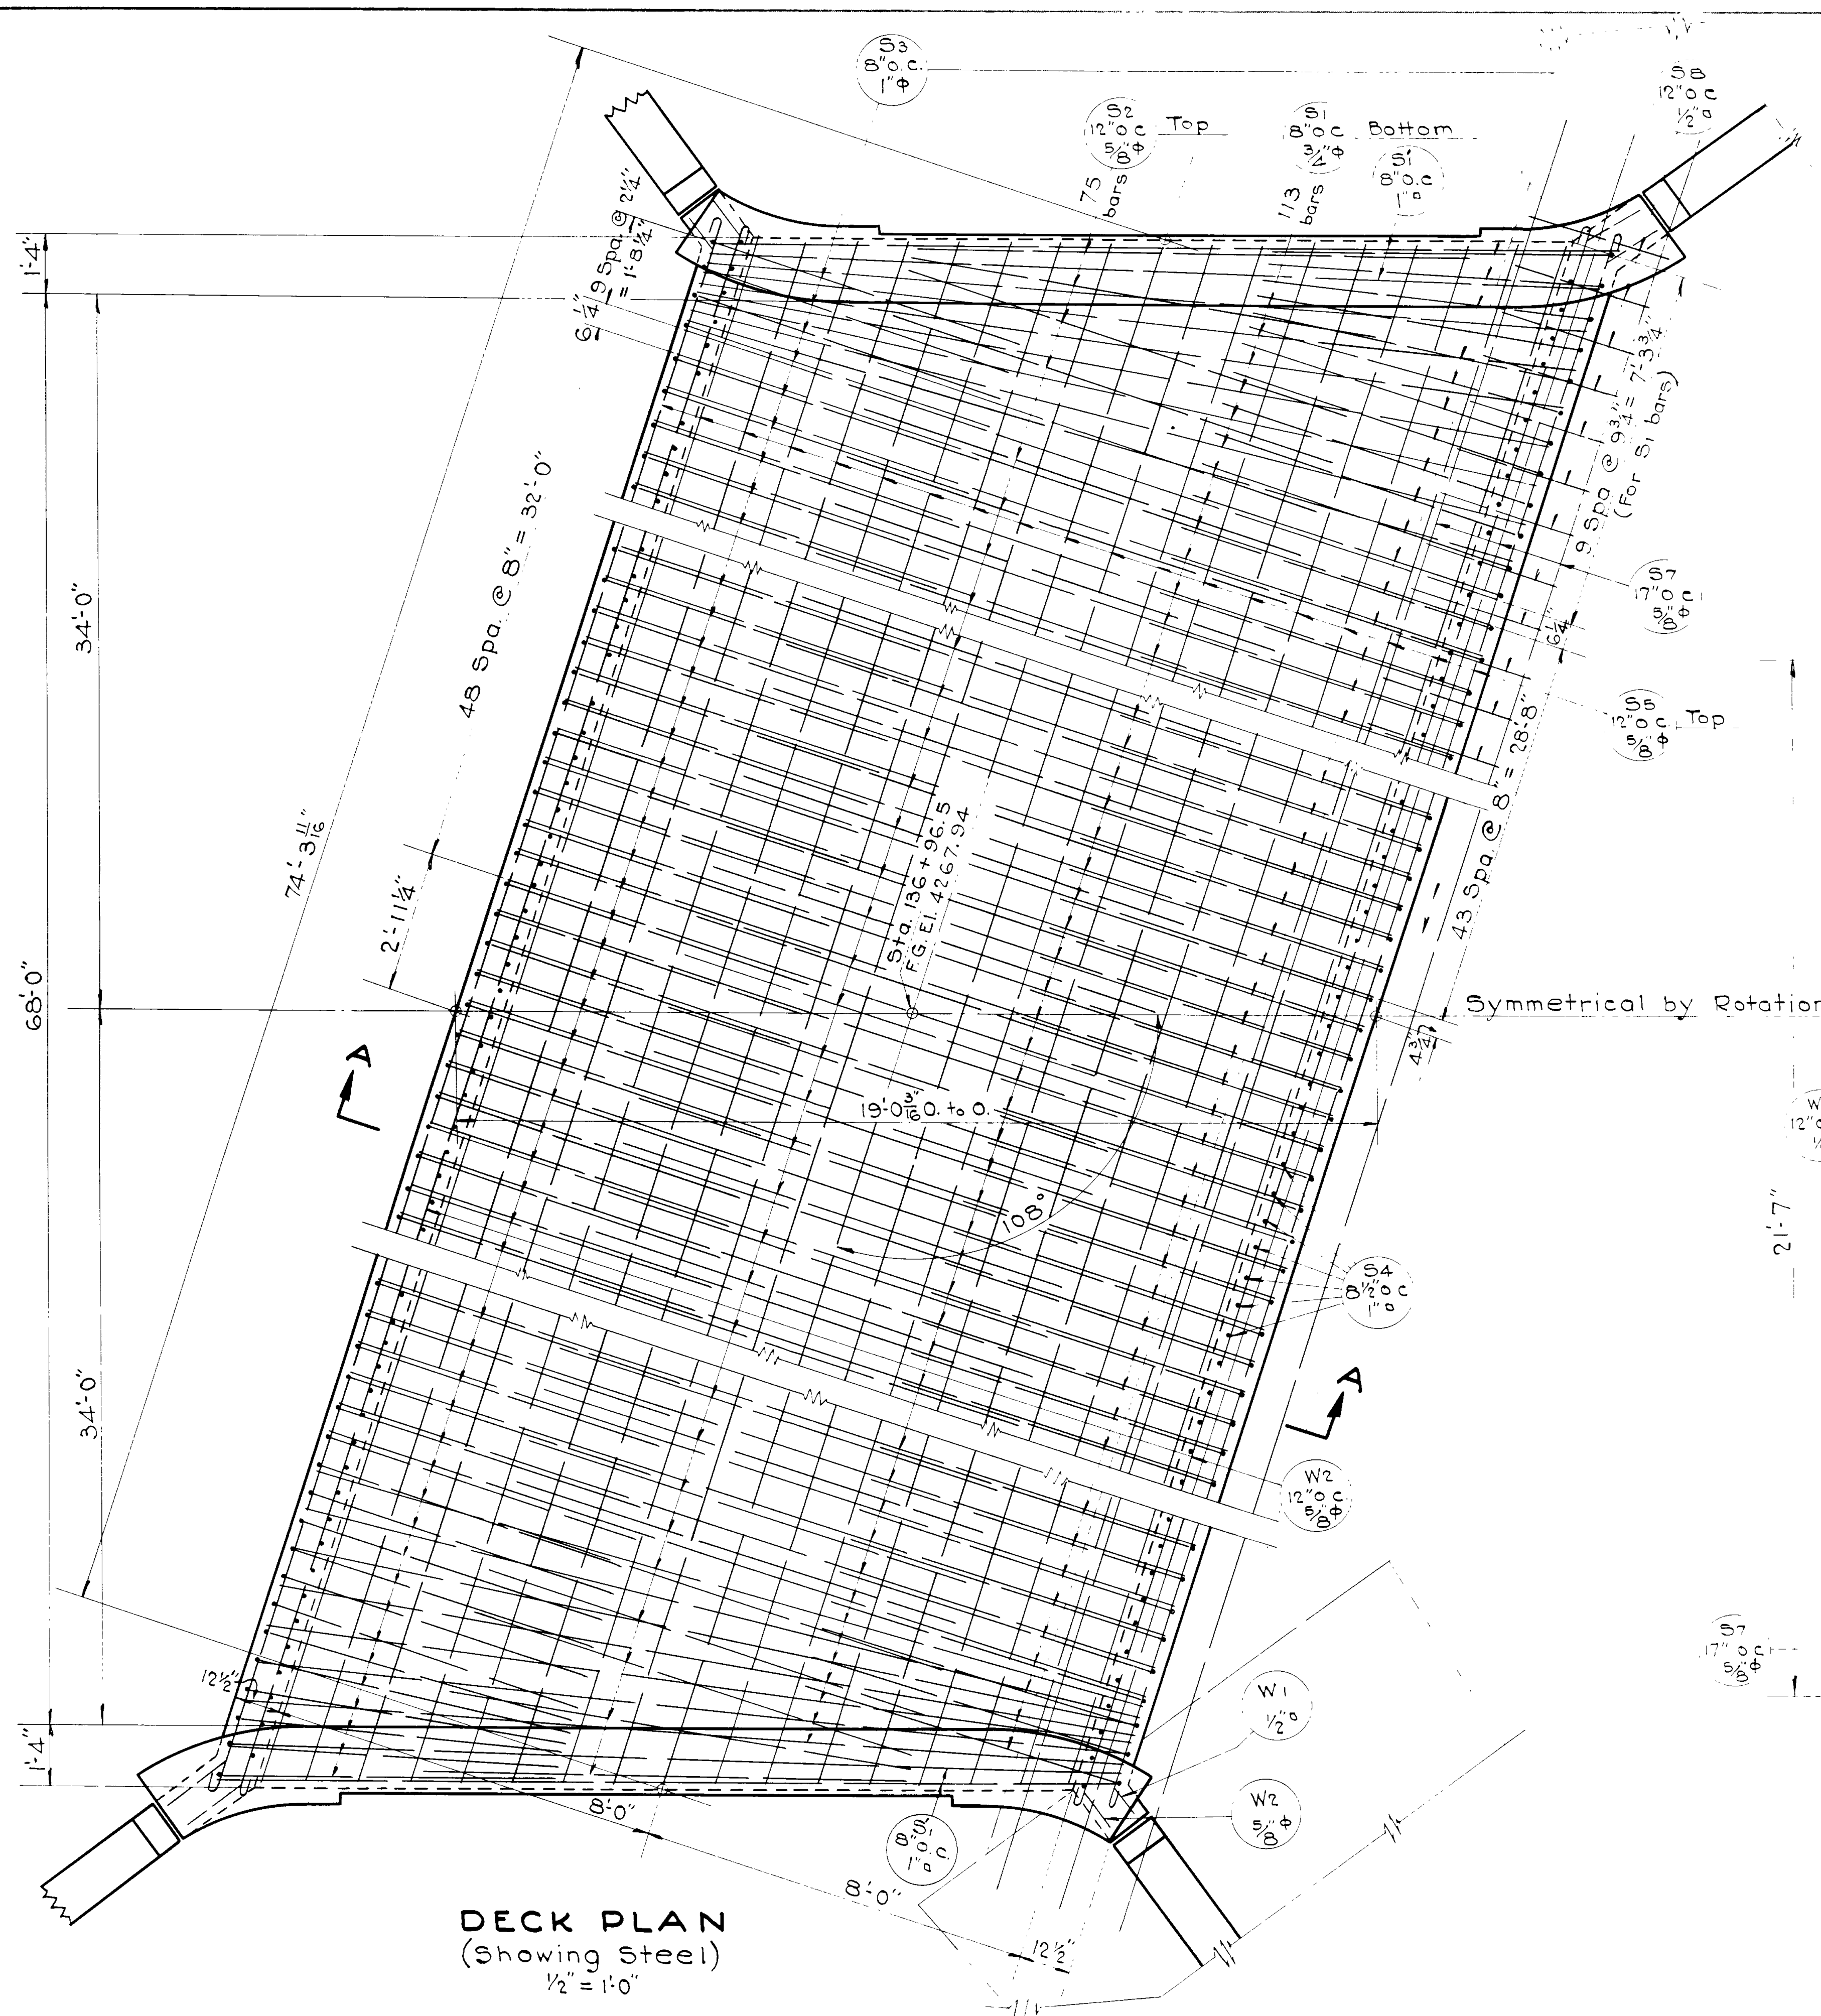 S3
8" O.C.
1"ϕ
S2
12" O C
5/8"ϕ
Top
75
bars
S1
8" O C
3/4"ϕ
Bottom
113
bars
S'1
8" O.C
1"□
S8
12" O C
1/2"□
1'-4"
6 1/4"
9 Spa. @ 2 1/4"
= 1'-8 1/4"
9 Spa @ 9 3/4" = 7'-3 3/4"
(For S1 bars)
34'-0"
48 Spa. @ 8" = 32'-0"
S7
17" O C
5/8"ϕ
6 1/4"
S5
12" O C.
5/8"ϕ
Top
74'-3 11/16"
2'-11 1/4"
43 Spa. @ 8" = 28'-8"
Sta. 136 + 96.5
F.G. El. 4267.94
68'-0"
Symmetrical by Rotation
4 3/4"
A
19'-0 3/16" O. to O.
W
12" O
108°
21'-7"
S4
8 1/2" O C
1"□
A
34'-0"
W2
12" O C.
5/8"ϕ
S7
17" O C
5/8"ϕ
12 1/2"
W1
1/2"□
1'-4"
8'-0"
W2
5/8"ϕ
S'1
8" O.C.
1"□
8'-0"
12 1/2"
DECK PLAN
(Showing Steel)
1/2" = 1'-0"